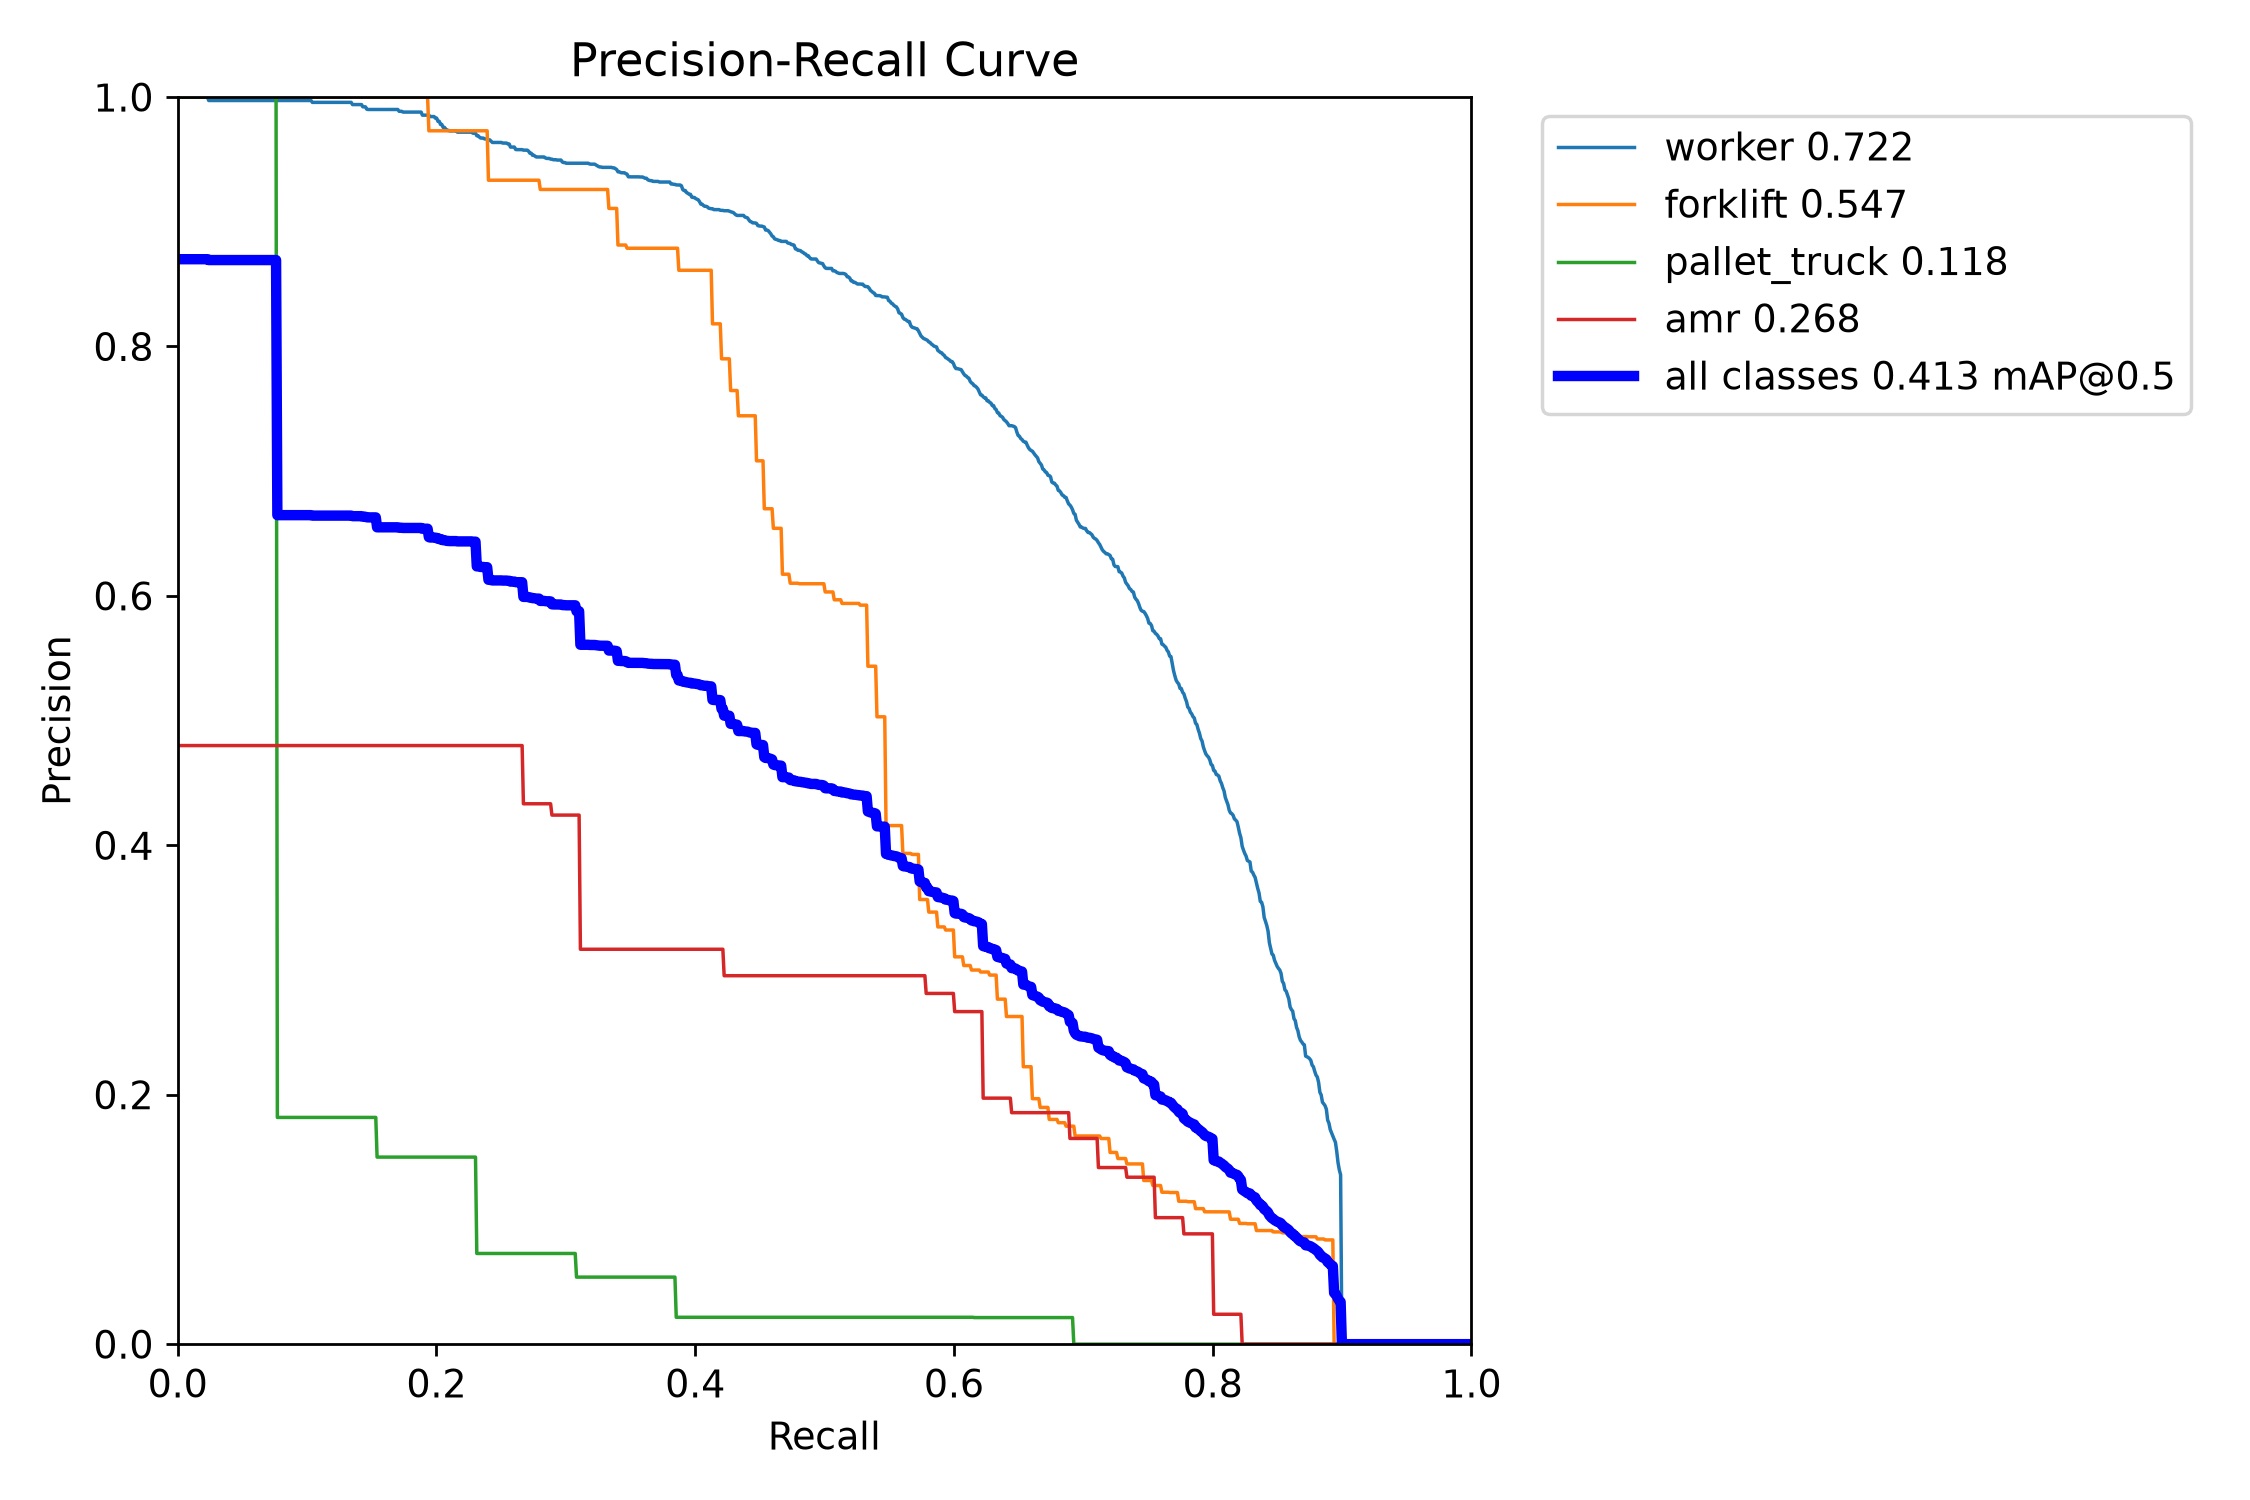 Precision-Recall Curve
1.0
0.8
0.6
0.4
0.2
0.0
Precision
0.0 0.2 0.4 0.6 0.8 1.0
Recall
worker 0.722
forklift 0.547
pallet_truck 0.118
amr 0.268
all classes 0.413 mAP@0.5